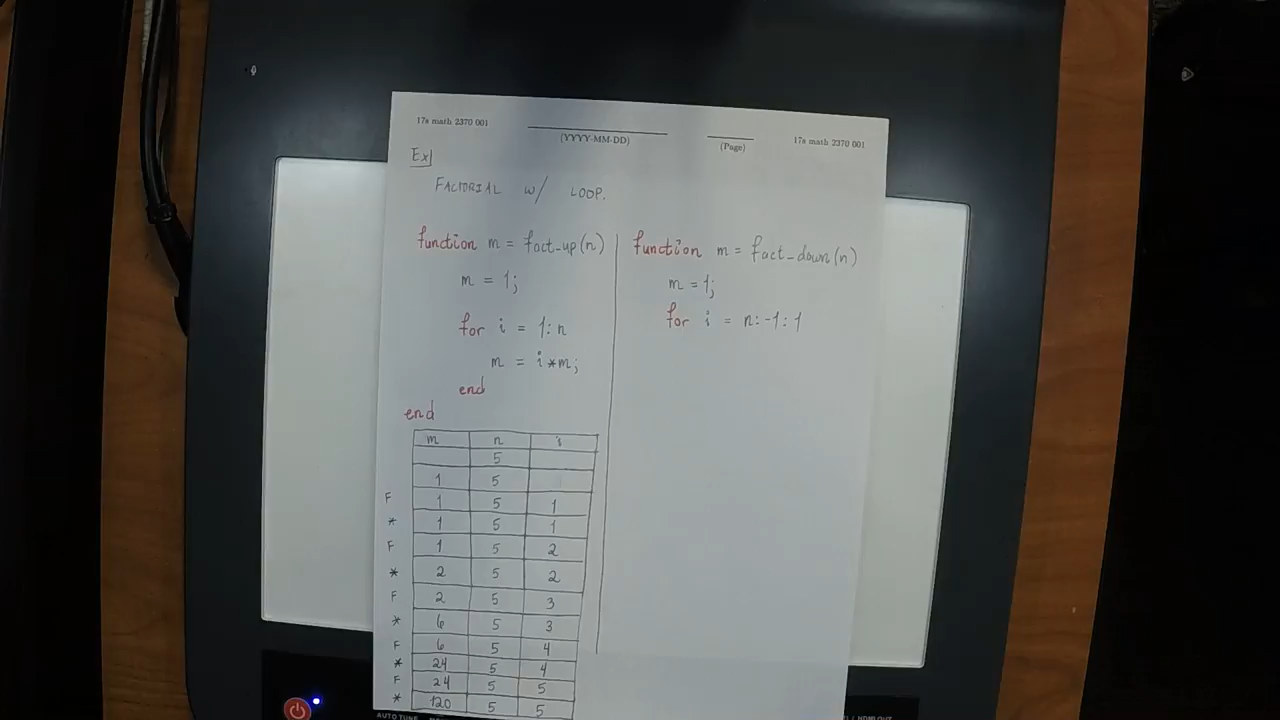 17s math 2370 001
(YYYY-MM-DD)
(Page)
17s math 2370 001
Ex
FACTORIAL W/ LOOP.
function m = fact_up(n)
m = 1;
for i = 1:n
m = i*m;
end
end
m n i
5
1 5
F 1 5 1
* 1 5 1
F 1 5 2
* 2 5 2
F 2 5 3
* 6 5 3
F 6 5 4
* 24 5 4
F 24 5 5
* 120 5 5
function m = fact_down(n)
m = 1;
for i = n:-1:1
AUTO TUNE